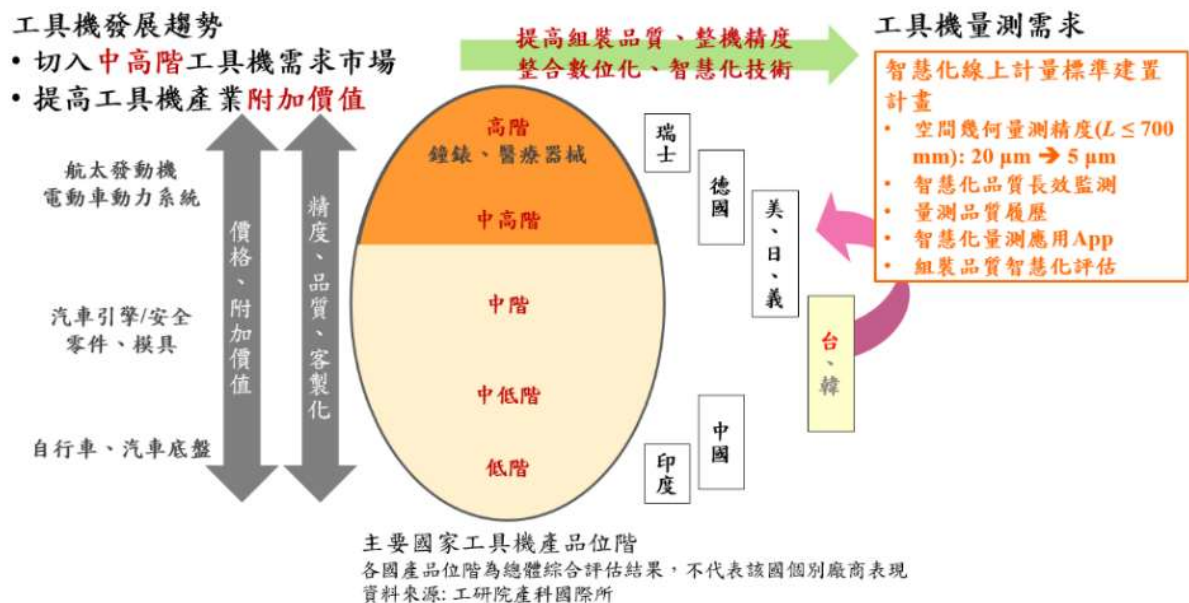 工具機發展趨勢
• 切入中高階工具機需求市場
• 提高工具機產業附加價值
提高組裝品質、整機精度
整合數位化、智慧化技術
工具機量測需求
智慧化線上計量標準建置
計畫
• 空間幾何量測精度(L ≤ 700
mm): 20 μm ➔ 5 μm
• 智慧化品質長效監測
• 量測品質履歷
• 智慧化量測應用App
• 組裝品質智慧化評估
航太發動機
電動車動力系統
汽車引擎/安全
零件、模具
自行車、汽車底盤
價格、附加價值
精度、品質、客製化
高階
鐘錶、醫療器械
中高階
中階
中低階
低階
瑞士
德國
美、日、義
台、韓
中國
印度
主要國家工具機產品位階
各國產品位階為總體綜合評估結果，不代表該國個別廠商表現
資料來源: 工研院產科國際所